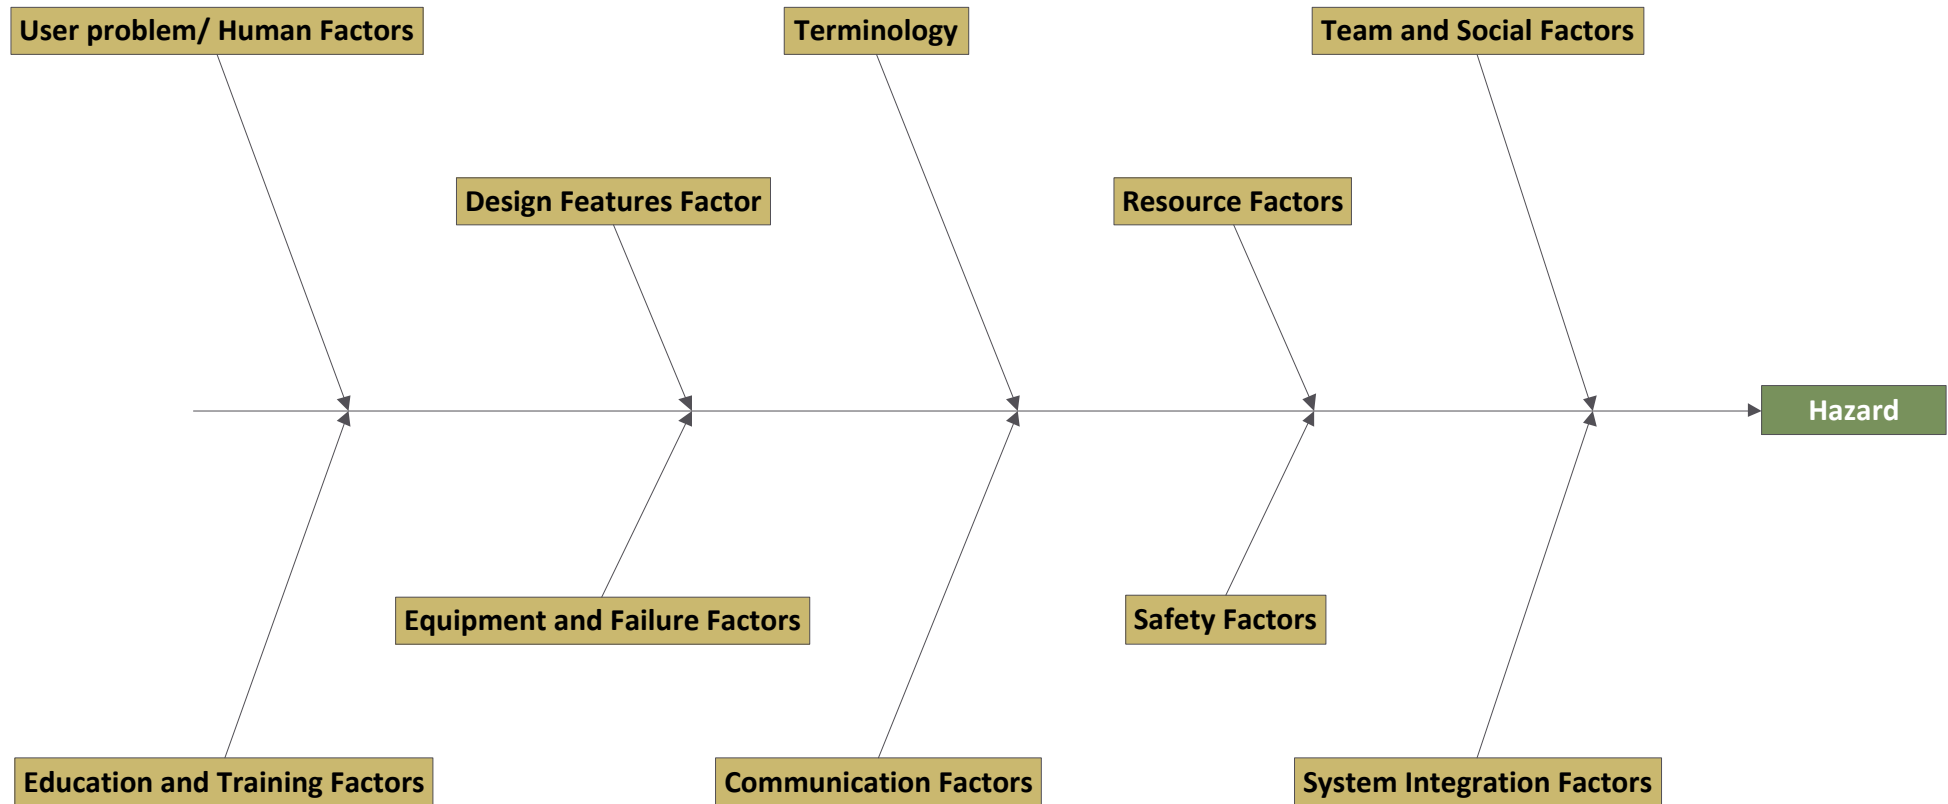 User problem/ Human Factors
Terminology
Team and Social Factors
Design Features Factor
Resource Factors
Hazard
Equipment and Failure Factors
Safety Factors
Education and Training Factors
Communication Factors
System Integration Factors